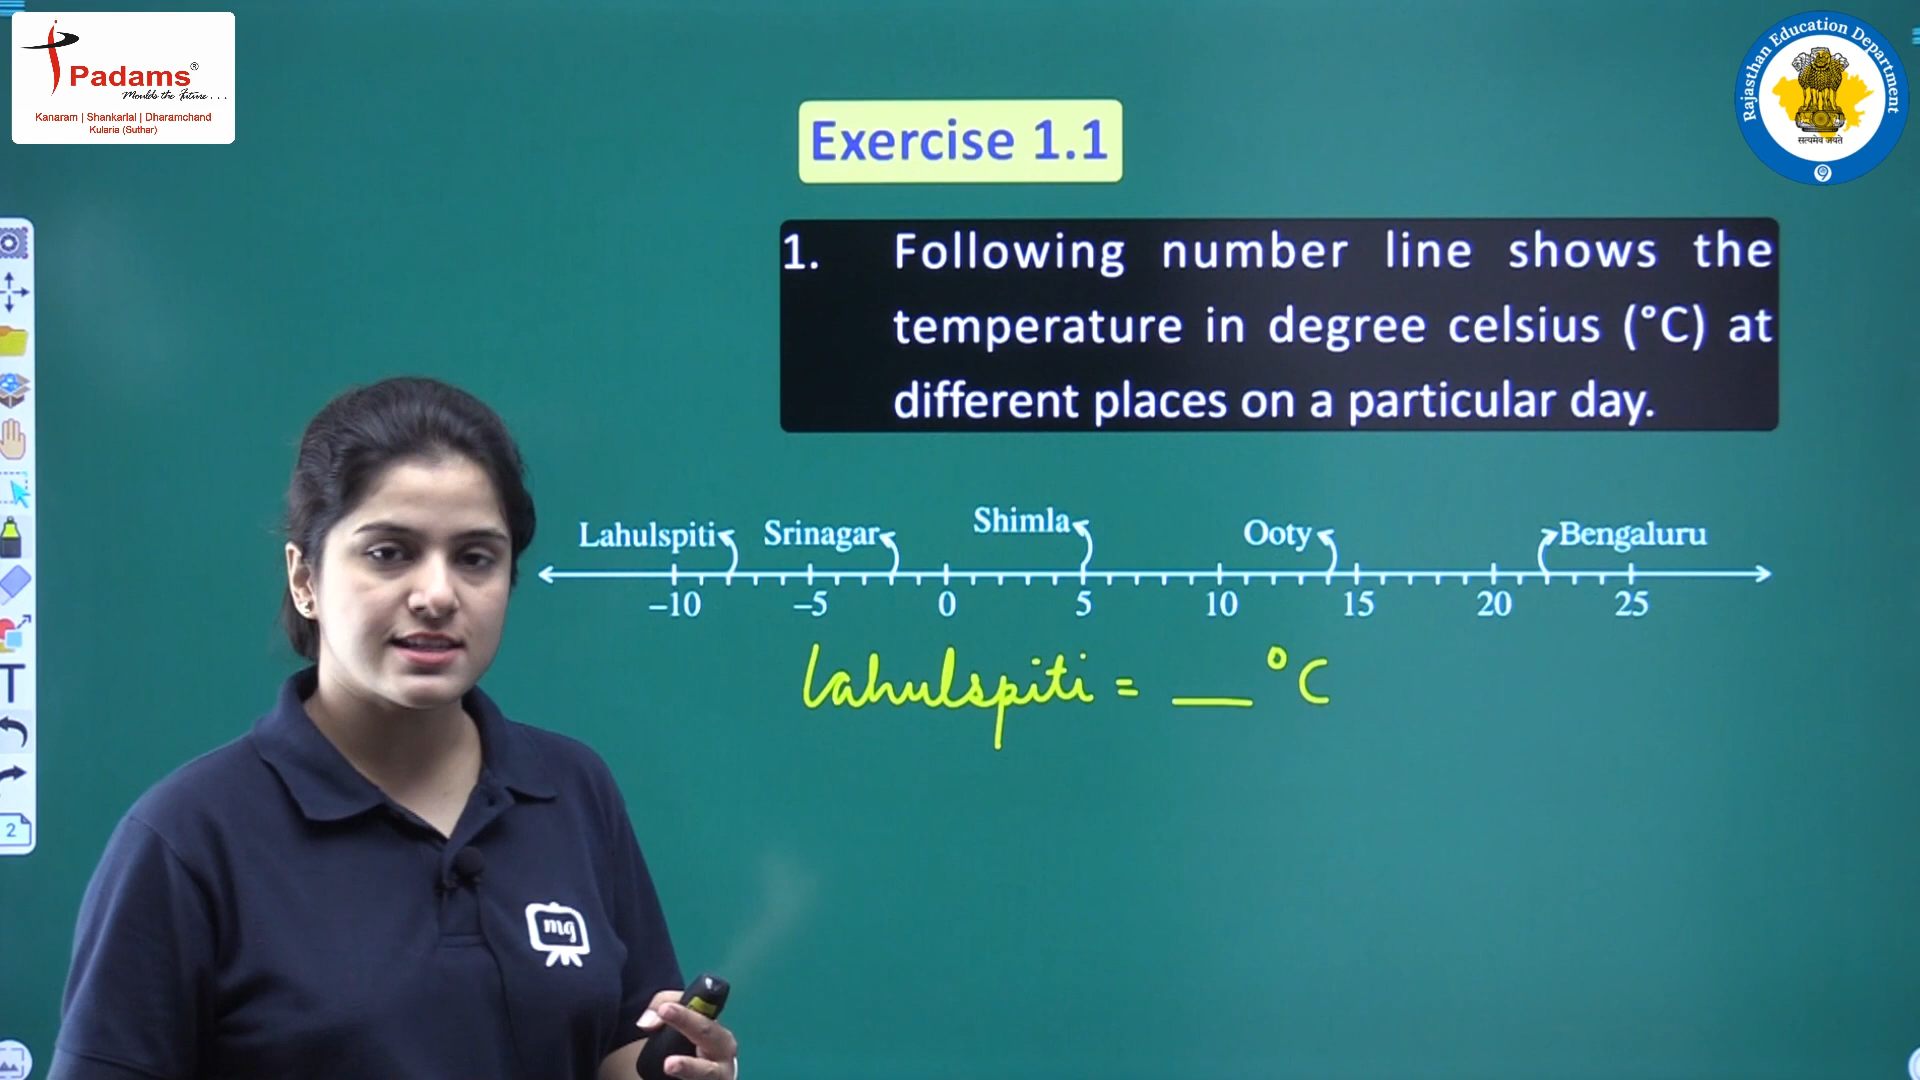 Padams®
Moulds the Future...
Kanaram | Shankarlal | Dharamchand
Kularia (Suthar)
Rajasthan Education Department
सत्यमेव जयते
Exercise 1.1
1. Following number line shows the
temperature in degree celsius (°C) at
different places on a particular day.
Lahulspiti Srinagar Shimla Ooty Bengaluru
–10 –5 0 5 10 15 20 25
Lahulspiti = __ °C
T
2
mg